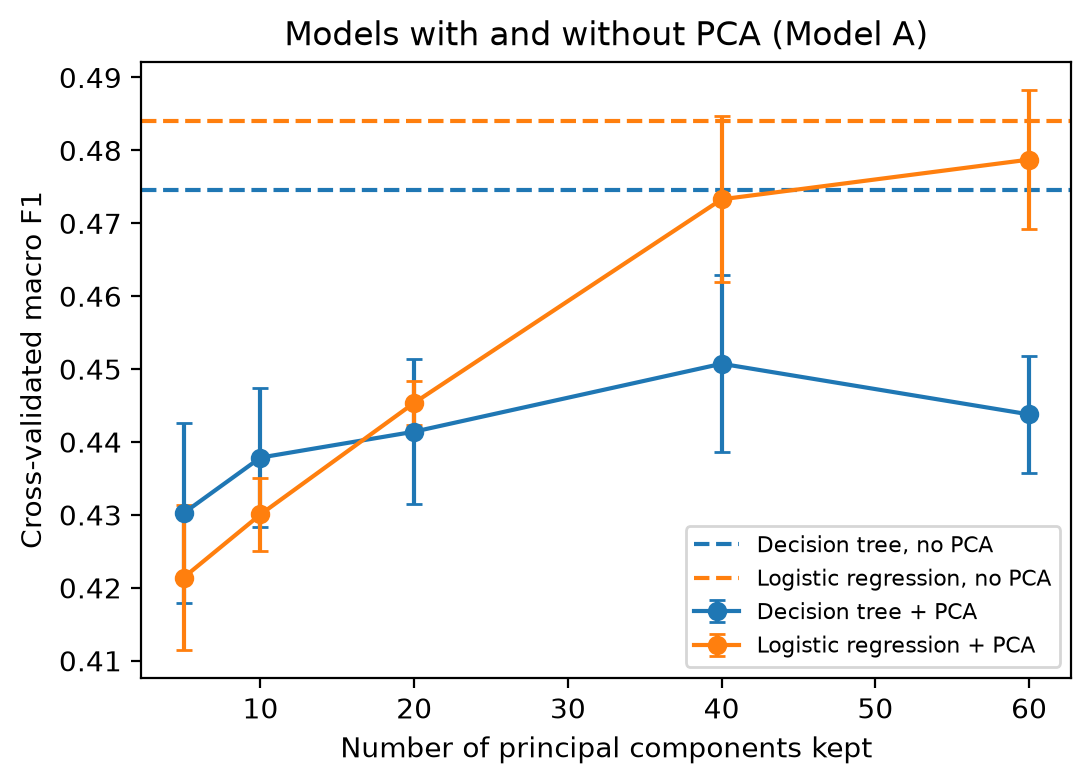 Models with and without PCA (Model A)
Cross-validated macro F1
0.49
0.48
0.47
0.46
0.45
0.44
0.43
0.42
0.41
Decision tree, no PCA
Logistic regression, no PCA
Decision tree + PCA
Logistic regression + PCA
10 20 30 40 50 60
Number of principal components kept